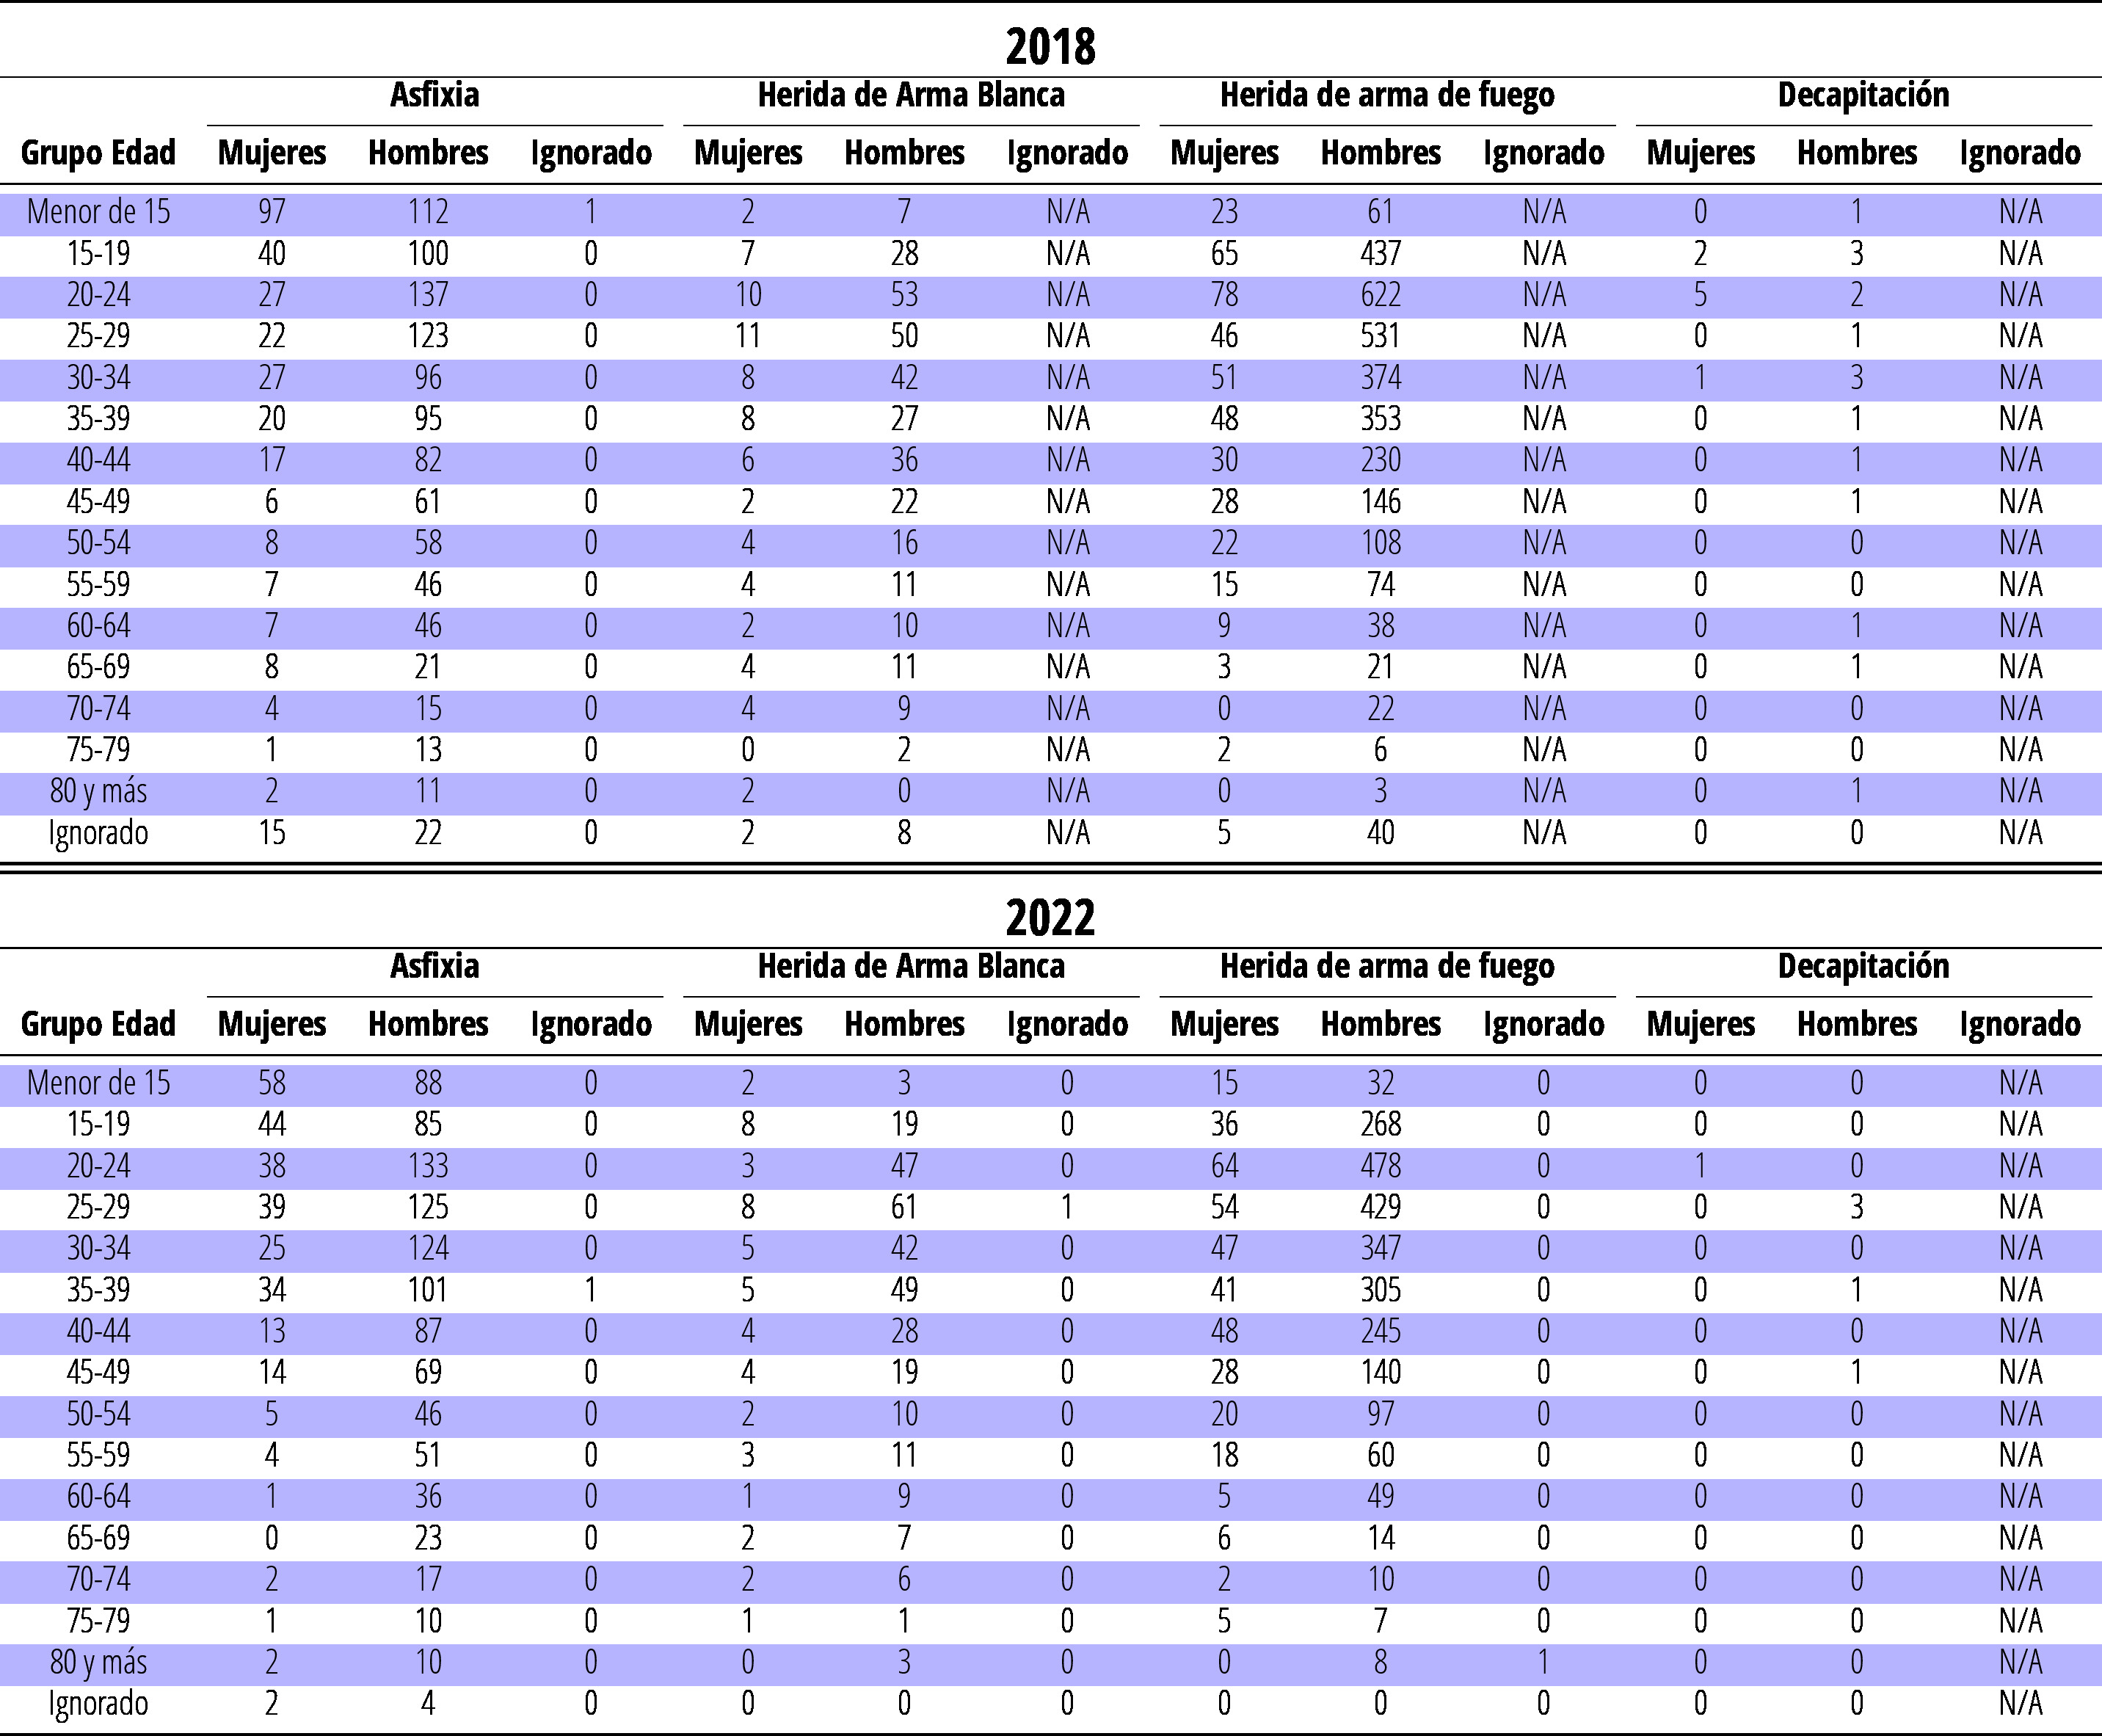 2018
Asfixia Herida de Arma Blanca Herida de arma de fuego Decapitación
Grupo Edad Mujeres Hombres Ignorado Mujeres Hombres Ignorado Mujeres Hombres Ignorado Mujeres Hombres Ignorado
Menor de 15 97 112 1 2 7 N/A 23 61 N/A 0 1 N/A
15-19 40 100 0 7 28 N/A 65 437 N/A 2 3 N/A
20-24 27 137 0 10 53 N/A 78 622 N/A 5 2 N/A
25-29 22 123 0 11 50 N/A 46 531 N/A 0 1 N/A
30-34 27 96 0 8 42 N/A 51 374 N/A 1 3 N/A
35-39 20 95 0 8 27 N/A 48 353 N/A 0 1 N/A
40-44 17 82 0 6 36 N/A 30 230 N/A 0 1 N/A
45-49 6 61 0 2 22 N/A 28 146 N/A 0 1 N/A
50-54 8 58 0 4 16 N/A 22 108 N/A 0 0 N/A
55-59 7 46 0 4 11 N/A 15 74 N/A 0 0 N/A
60-64 7 46 0 2 10 N/A 9 38 N/A 0 1 N/A
65-69 8 21 0 4 11 N/A 3 21 N/A 0 1 N/A
70-74 4 15 0 4 9 N/A 0 22 N/A 0 0 N/A
75-79 1 13 0 0 2 N/A 2 6 N/A 0 0 N/A
80 y más 2 11 0 2 0 N/A 0 3 N/A 0 1 N/A
Ignorado 15 22 0 2 8 N/A 5 40 N/A 0 0 N/A
2022
Asfixia Herida de Arma Blanca Herida de arma de fuego Decapitación
Grupo Edad Mujeres Hombres Ignorado Mujeres Hombres Ignorado Mujeres Hombres Ignorado Mujeres Hombres Ignorado
Menor de 15 58 88 0 2 3 0 15 32 0 0 0 N/A
15-19 44 85 0 8 19 0 36 268 0 0 0 N/A
20-24 38 133 0 3 47 0 64 478 0 1 0 N/A
25-29 39 125 0 8 61 1 54 429 0 0 3 N/A
30-34 25 124 0 5 42 0 47 347 0 0 0 N/A
35-39 34 101 1 5 49 0 41 305 0 0 1 N/A
40-44 13 87 0 4 28 0 48 245 0 0 0 N/A
45-49 14 69 0 4 19 0 28 140 0 0 1 N/A
50-54 5 46 0 2 10 0 20 97 0 0 0 N/A
55-59 4 51 0 3 11 0 18 60 0 0 0 N/A
60-64 1 36 0 1 9 0 5 49 0 0 0 N/A
65-69 0 23 0 2 7 0 6 14 0 0 0 N/A
70-74 2 17 0 2 6 0 2 10 0 0 0 N/A
75-79 1 10 0 1 1 0 5 7 0 0 0 N/A
80 y más 2 10 0 0 3 0 0 8 1 0 0 N/A
Ignorado 2 4 0 0 0 0 0 0 0 0 0 N/A